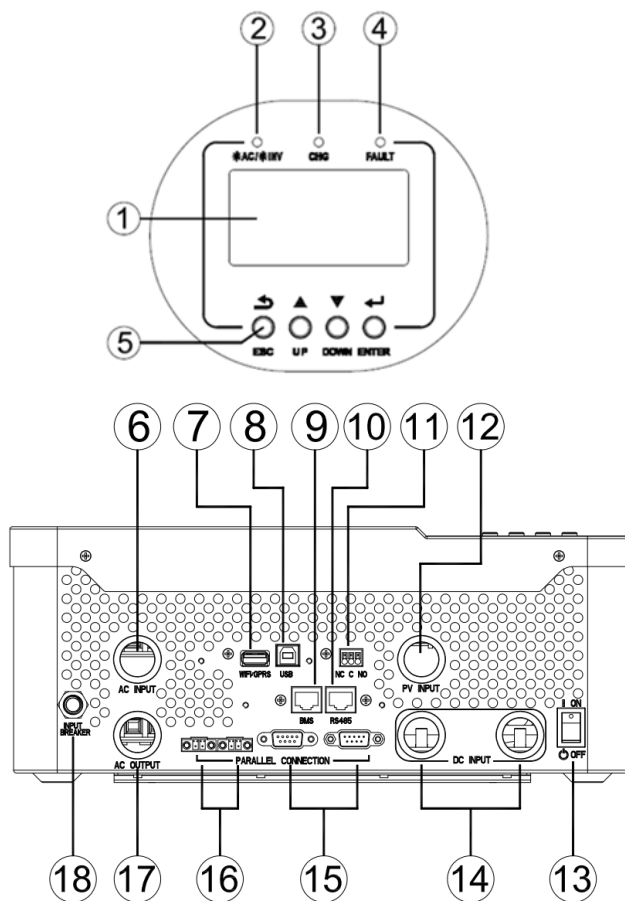 ② ③ ④
☀AC/☀INV CHG FAULT
①
⑤
ESC UP DOWN ENTER
⑥ ⑦ ⑧ ⑨ ⑩ ⑪ ⑫
WIFI/GPRS USB NC C NO
AC INPUT PV INPUT
I ON
BMS RS485
INPUT
BREAKER
AC OUTPUT PARALLEL CONNECTION DC INPUT OFF
⑱ ⑰ ⑯ ⑮ ⑭ ⑬